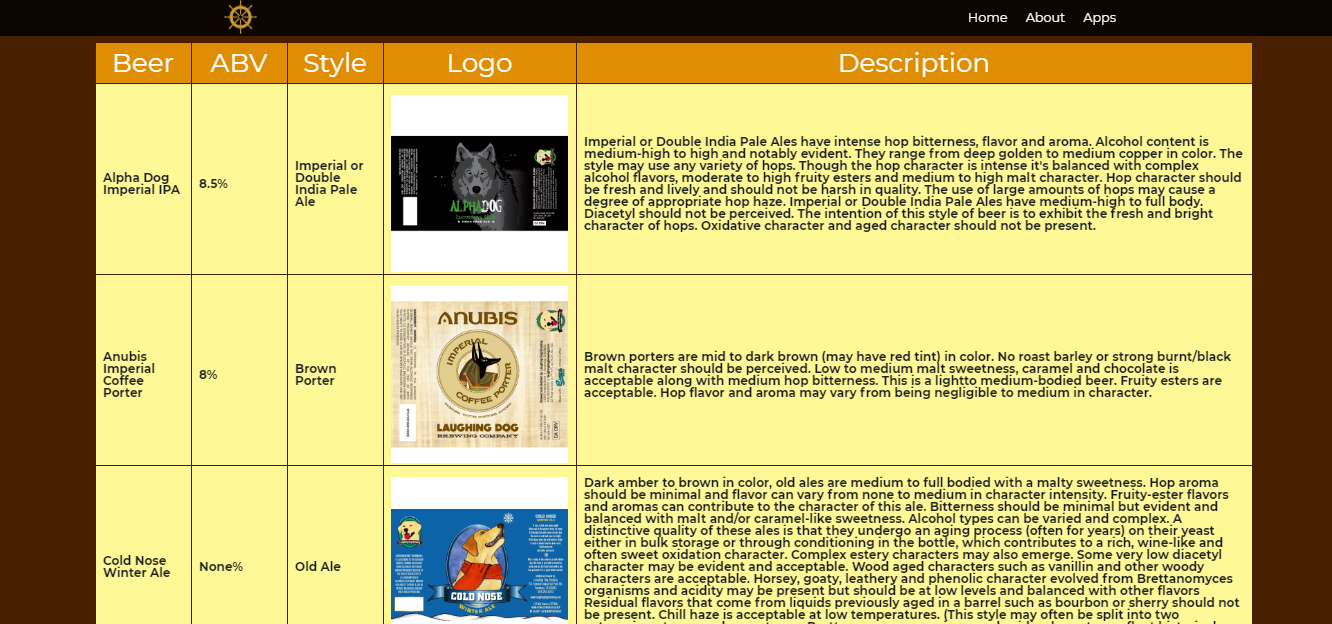 Home About Apps
Beer ABV Style Logo Description
Alpha Dog
Imperial IPA
8.5%
Imperial or
Double
India Pale
Ale
ALPHADOG
Imperial or Double India Pale Ales have intense hop bitterness, flavor and aroma. Alcohol content is
medium-high to high and notably evident. They range from deep golden to medium copper in color. The
style may use any variety of hops. Though the hop character is intense it's balanced with complex
alcohol flavors, moderate to high fruity esters and medium to high malt character. Hop character should
be fresh and lively and should not be harsh in quality. The use of large amounts of hops may cause a
degree of appropriate hop haze. Imperial or Double India Pale Ales have medium-high to full body.
Diacetyl should not be perceived. The intention of this style of beer is to exhibit the fresh and bright
character of hops. Oxidative character and aged character should not be present.
Anubis
Imperial
Coffee
Porter
8%
Brown
Porter
ANUBIS
IMPERIAL
COFFEE PORTER
LAUGHING DOG
BREWING COMPANY
Brown porters are mid to dark brown (may have red tint) in color. No roast barley or strong burnt/black
malt character should be perceived. Low to medium malt sweetness, caramel and chocolate is
acceptable along with medium hop bitterness. This is a lightto medium-bodied beer. Fruity esters are
acceptable. Hop flavor and aroma may vary from being negligible to medium in character.
Cold Nose
Winter Ale
None%
Old Ale
COLD NOSE
WINTER ALE
Dark amber to brown in color, old ales are medium to full bodied with a malty sweetness. Hop aroma
should be minimal and flavor can vary from none to medium in character intensity. Fruity-ester flavors
and aromas can contribute to the character of this ale. Bitterness should be minimal but evident and
balanced with malt and/or caramel-like sweetness. Alcohol types can be varied and complex. A
distinctive quality of these ales is that they undergo an aging process (often for years) on their yeast
either in bulk storage or through conditioning in the bottle, which contributes to a rich, wine-like and
often sweet oxidation character. Complex estery characters may also emerge. Some very low diacetyl
character may be evident and acceptable. Wood aged characters such as vanillin and other woody
characters are acceptable. Horsey, goaty, leathery and phenolic character evolved from Brettanomyces
organisms and acidity may be present but should be at low levels and balanced with other flavors
Residual flavors that come from liquids previously aged in a barrel such as bourbon or sherry should not
be present. Chill haze is acceptable at low temperatures. (This style may often be split into two